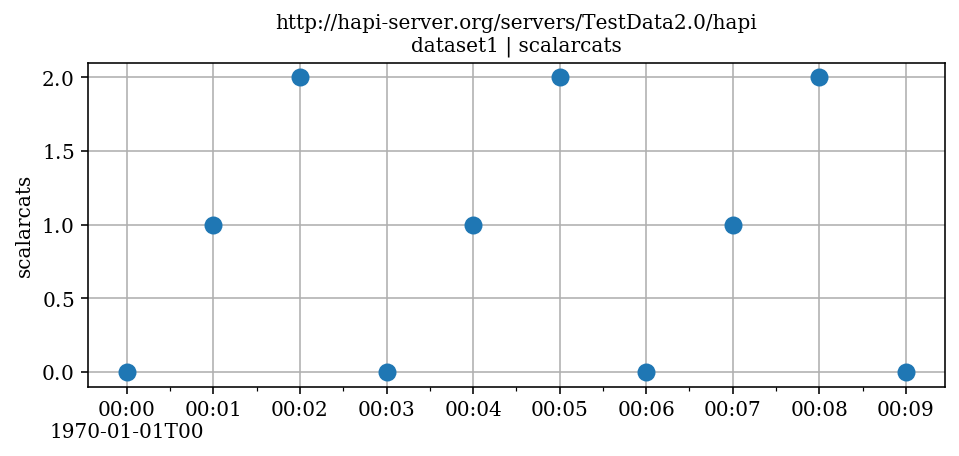 http://hapi-server.org/servers/TestData2.0/hapi
dataset1 | scalarcats
scalarcats
2.0
1.5
1.0
0.5
0.0
00:00 00:01 00:02 00:03 00:04 00:05 00:06 00:07 00:08 00:09
1970-01-01T00